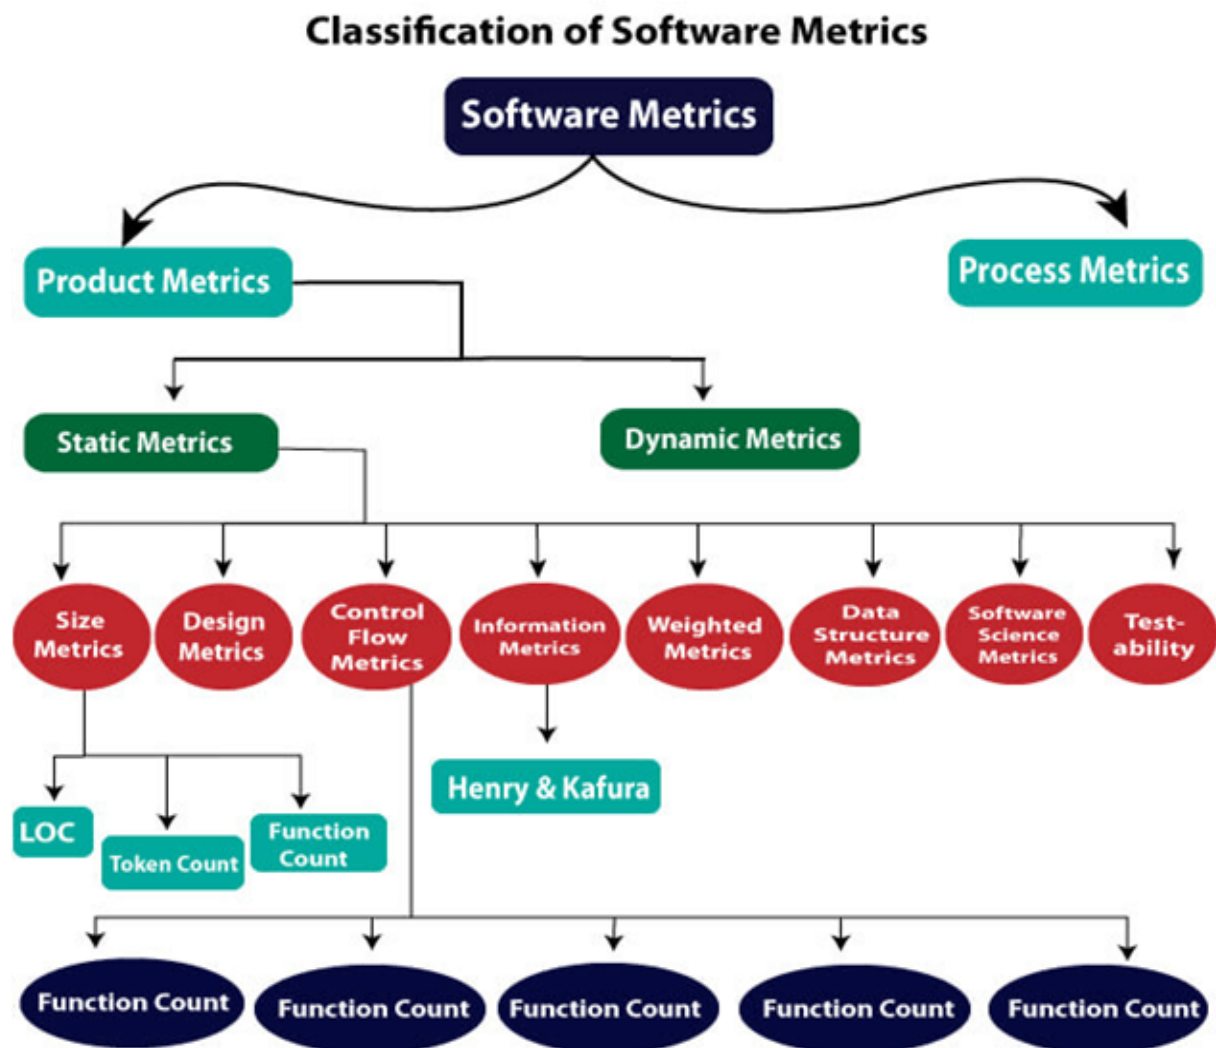 Classification of Software Metrics
Software Metrics
Product Metrics
Process Metrics
Static Metrics
Dynamic Metrics
Size
Metrics
Design
Metrics
Control
Flow
Metrics
Information
Metrics
Weighted
Metrics
Data
Structure
Metrics
Software
Science
Metrics
Test-
ability
Henry & Kafura
LOC
Token Count
Function
Count
Function Count
Function Count
Function Count
Function Count
Function Count